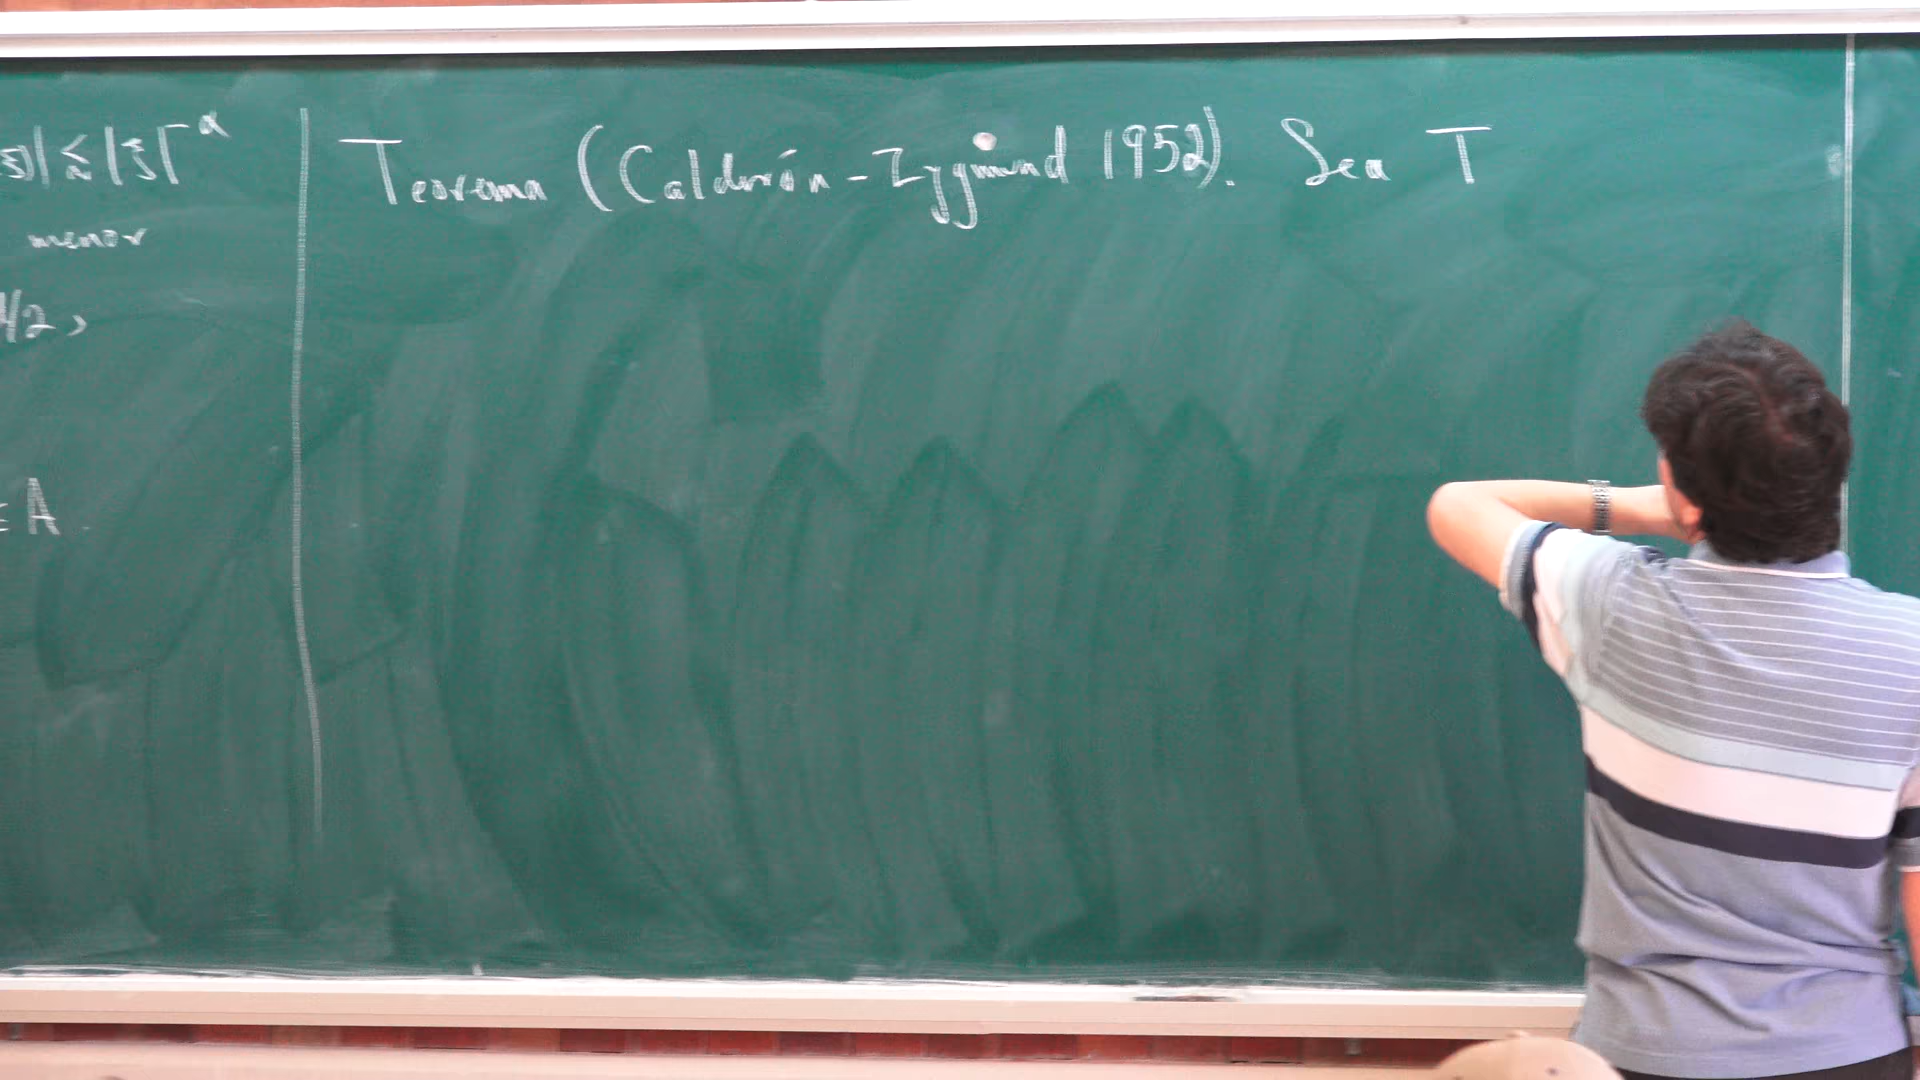 ξ)| ≲ |ξ|^-α
menor
1/2,
∈ A
Teorema (Calderón-Zygmund 1952). Sea T